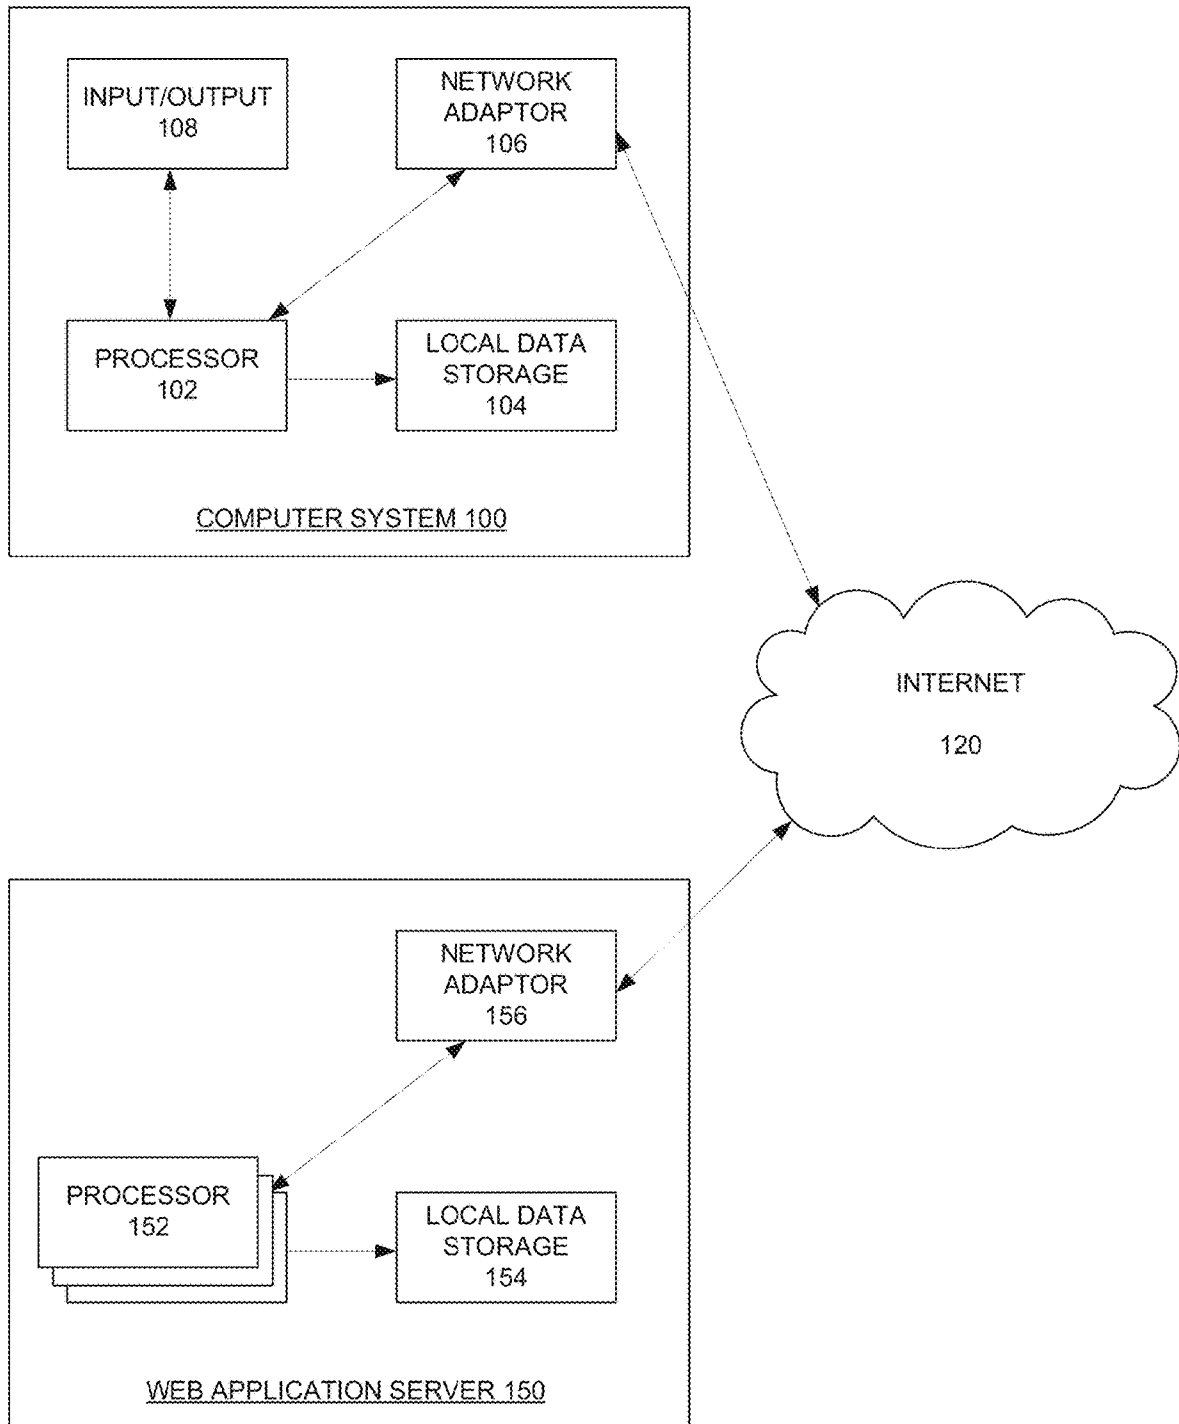 INPUT/OUTPUT
108
NETWORK
ADAPTOR
106
PROCESSOR
102
LOCAL DATA
STORAGE
104
COMPUTER SYSTEM 100
INTERNET
120
NETWORK
ADAPTOR
156
PROCESSOR
152
LOCAL DATA
STORAGE
154
WEB APPLICATION SERVER 150